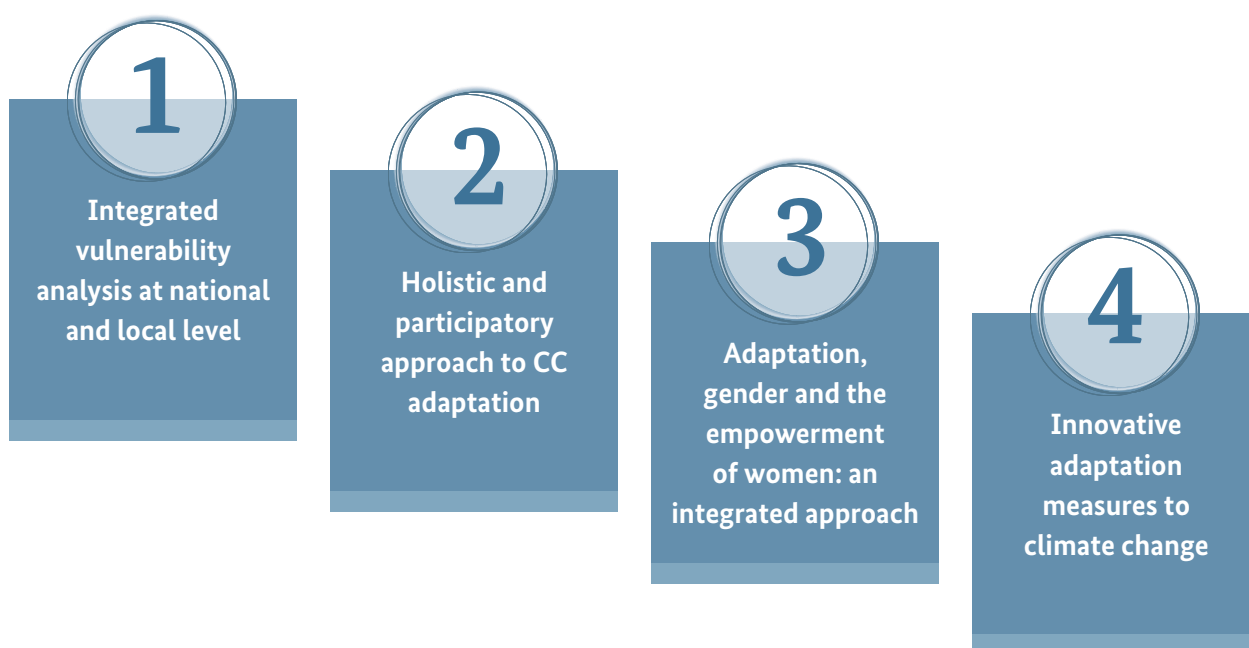 1
Integrated
vulnerability
analysis at national
and local level
2
Holistic and
participatory
approach to CC
adaptation
3
Adaptation,
gender and the
empowerment
of women: an
integrated approach
4
Innovative
adaptation
measures to
climate change